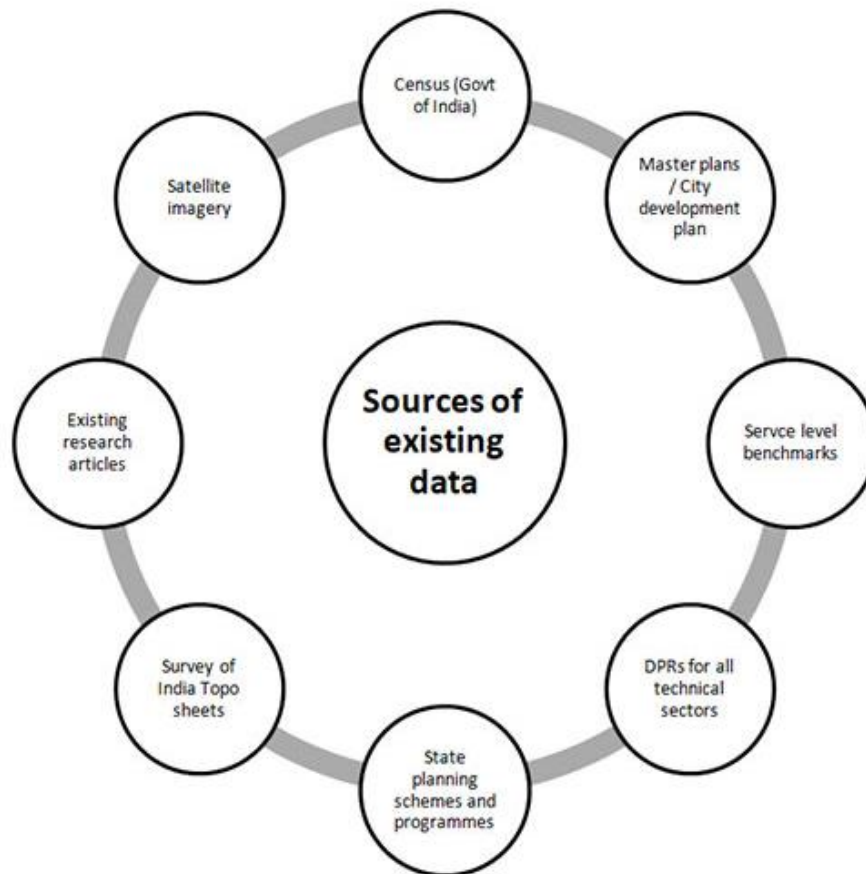 Census (Govt
of India)
Master plans
/ City
development
plan
Servce level
benchmarks
DPRs for all
technical
sectors
State
planning
schemes and
programmes
Survey of
India Topo
sheets
Existing
research
articles
Satellite
imagery
Sources of
existing
data